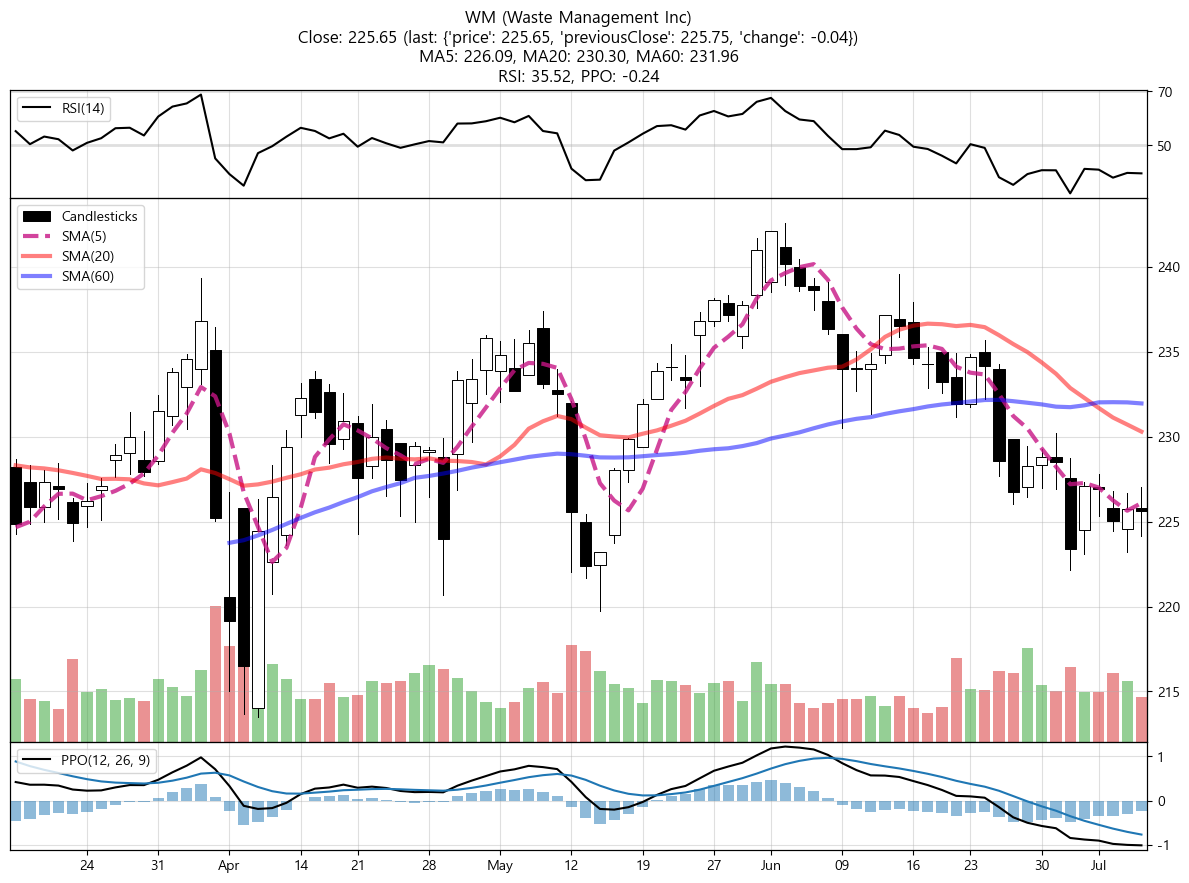 WM (Waste Management Inc)
Close: 225.65 (last: {'price': 225.65, 'previousClose': 225.75, 'change': -0.04})
MA5: 226.09, MA20: 230.30, MA60: 231.96
RSI: 35.52, PPO: -0.24
RSI(14)
70
50
Candlesticks
SMA(5)
SMA(20)
SMA(60)
240
235
230
225
220
215
PPO(12, 26, 9)
1
0
-1
24 31 Apr 14 21 28 May 12 19 27 Jun 09 16 23 30 Jul